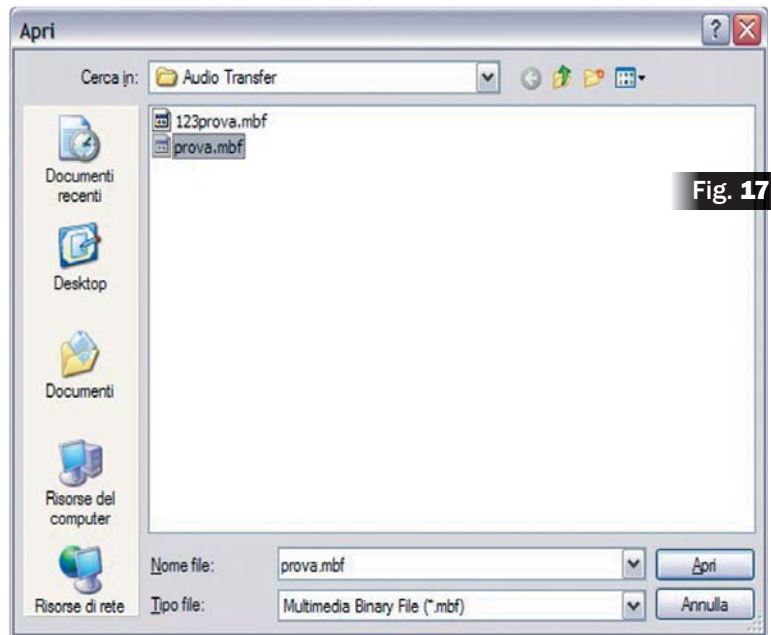 Apri
Cerca in:
Audio Transfer
123prova.mbf
prova.mbf
Fig. 17
Documenti
recenti
Desktop
Documenti
Risorse del
computer
Risorse di rete
Nome file:
prova.mbf
Apri
Tipo file:
Multimedia Binary File (*.mbf)
Annulla